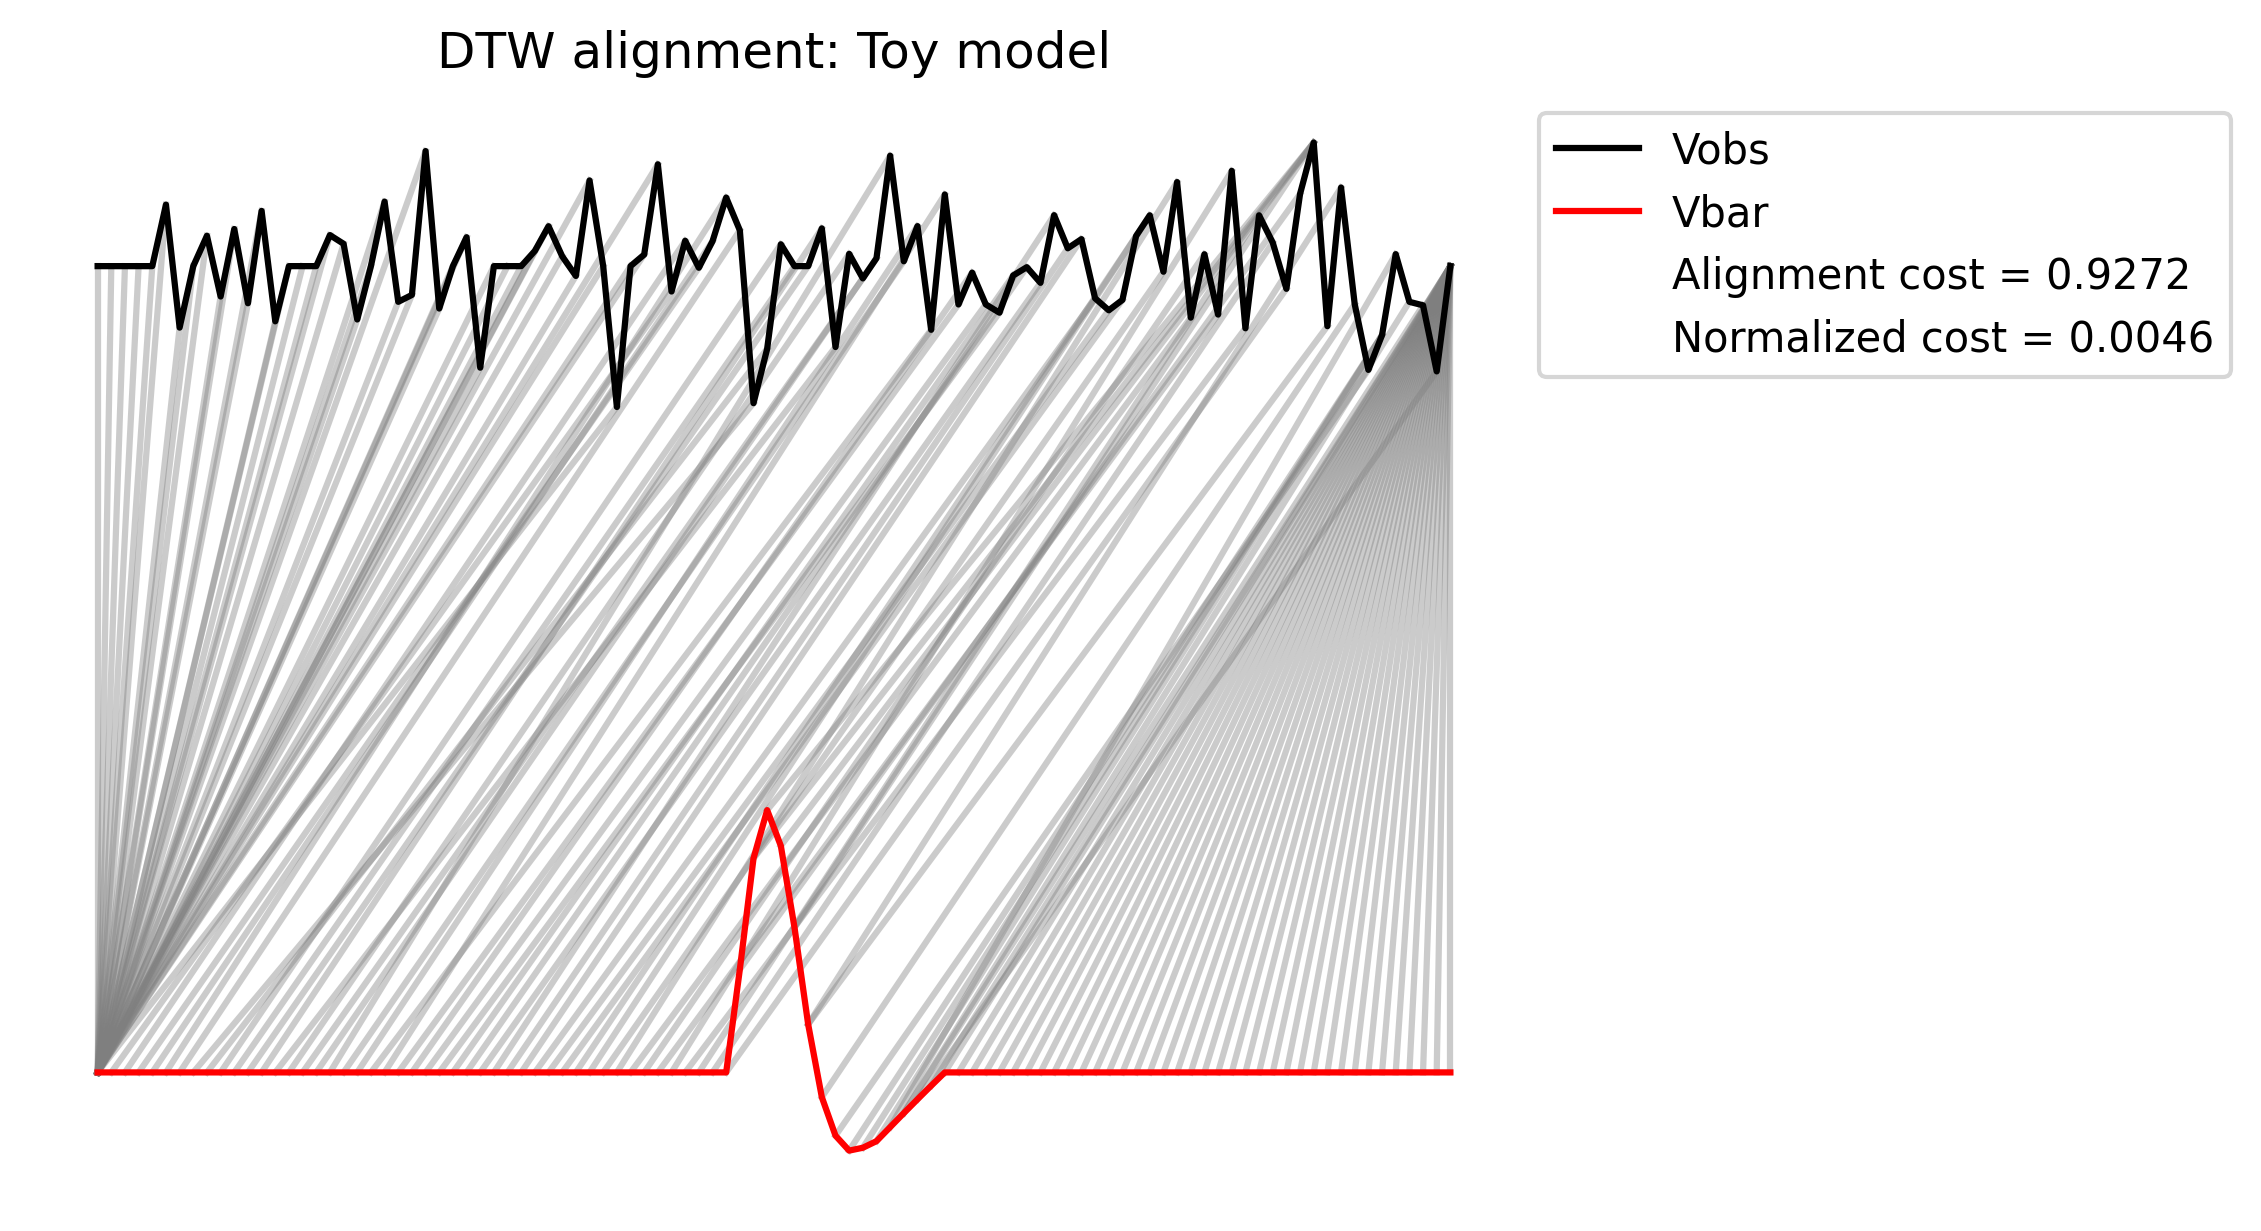 DTW alignment: Toy model
Vobs
Vbar
Alignment cost = 0.9272
Normalized cost = 0.0046